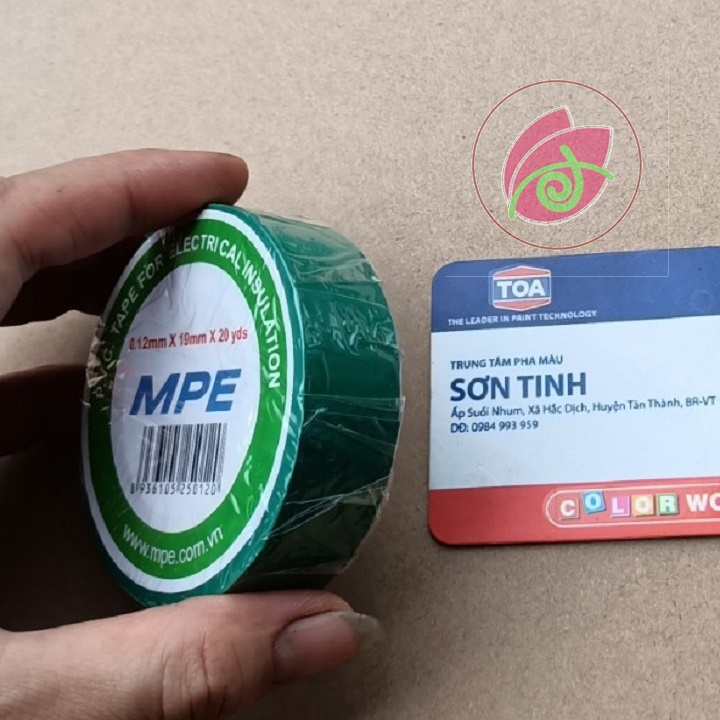 TAPE FOR ELECTRICAL INSULATION
0.12mm X 19mm X 20 yds
MPE
8 936105 250120
www.mpe.com.vn
TOA
THE LEADER IN PAINT TECHNOLOGY
TRUNG TÂM PHA MÀU
SƠN TINH
Ấp Suối Nhum, Xã Hắc Dịch, Huyện Tân Thành, BR-VT
DĐ: 0984 993 959
COLOR WO